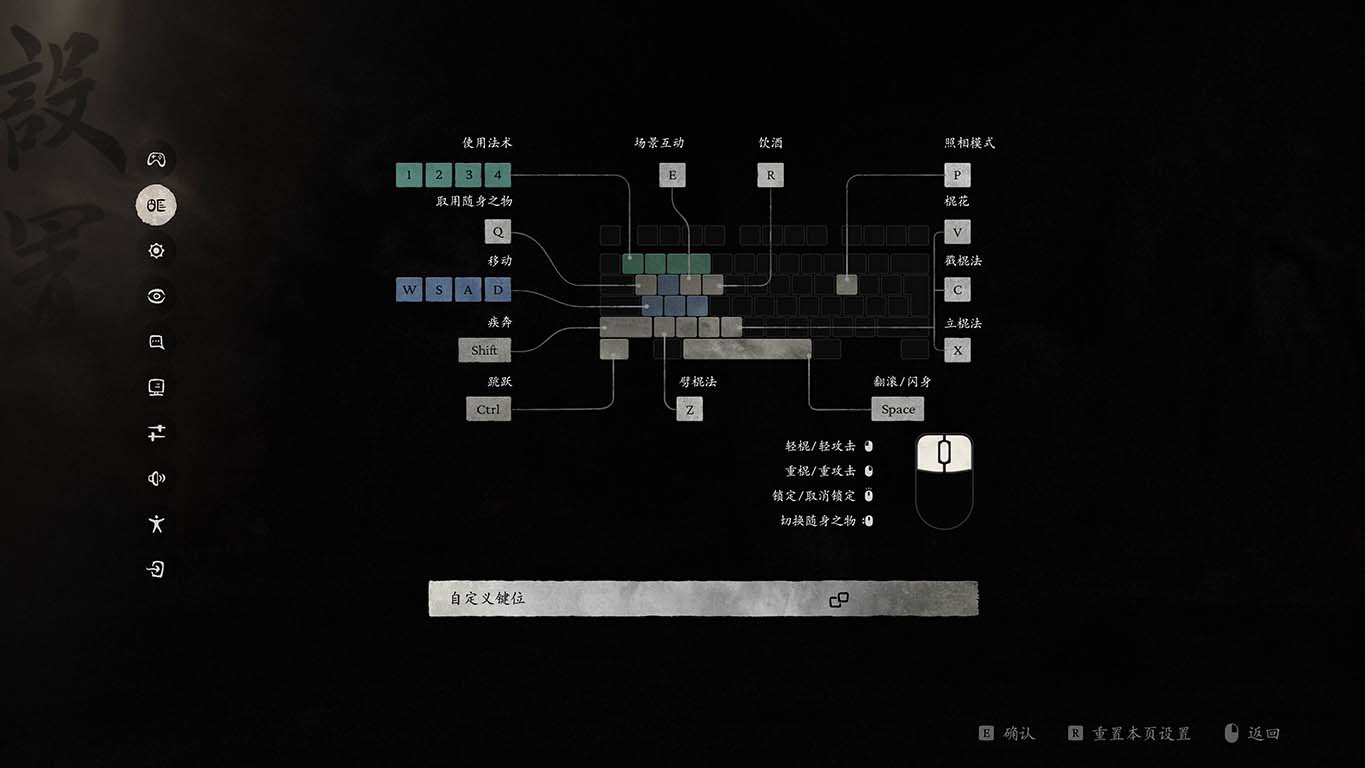 設置
使用法术
1 2 3 4
场景互动
E
饮酒
R
照相模式
P
取用随身之物
Q
棍花
V
移动
W S A D
戳棍法
C
疾奔
Shift
立棍法
X
跳跃
Ctrl
劈棍法
Z
翻滚/闪身
Space
轻棍/轻攻击
重棍/重攻击
锁定/取消锁定
切换随身之物
自定义键位
E 确认
R 重置本页设置
返回